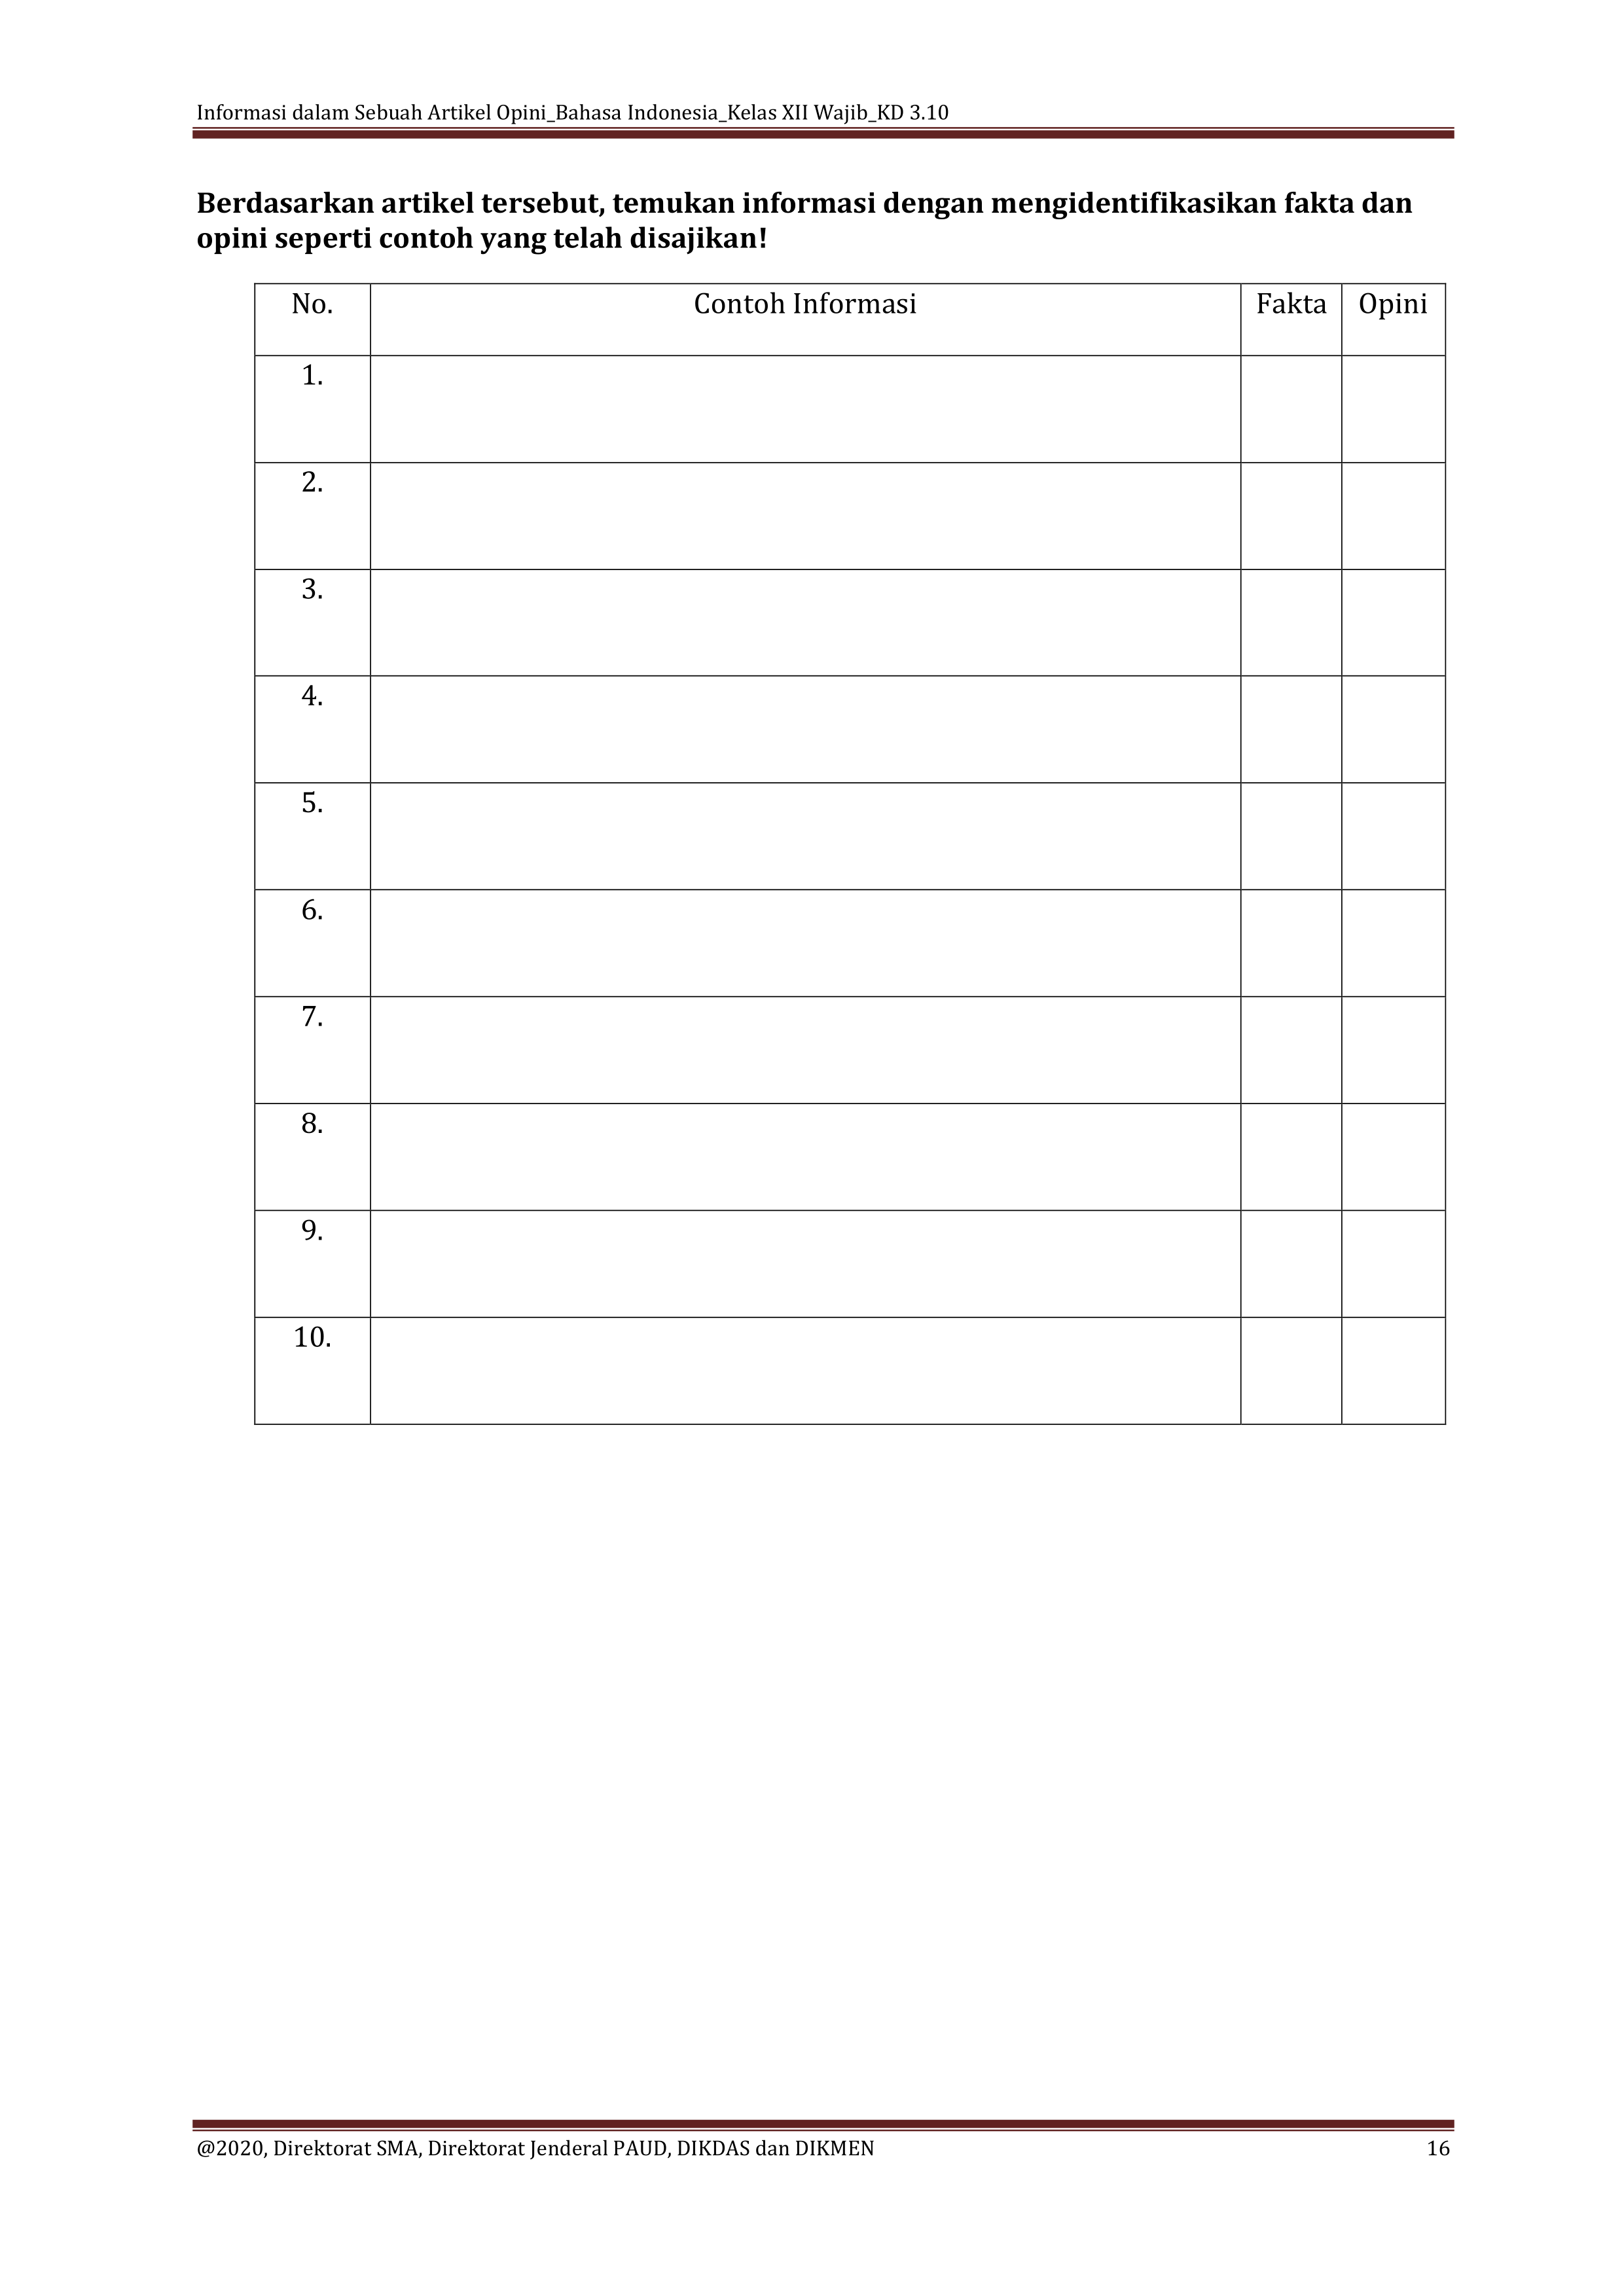 Informasi dalam Sebuah Artikel Opini_Bahasa Indonesia_Kelas XII Wajib_KD 3.10
Berdasarkan artikel tersebut, temukan informasi dengan mengidentifikasikan fakta dan
opini seperti contoh yang telah disajikan!
No. Contoh Informasi Fakta Opini
1.
2.
3.
4.
5.
6.
7.
8.
9.
10.
@2020, Direktorat SMA, Direktorat Jenderal PAUD, DIKDAS dan DIKMEN 16